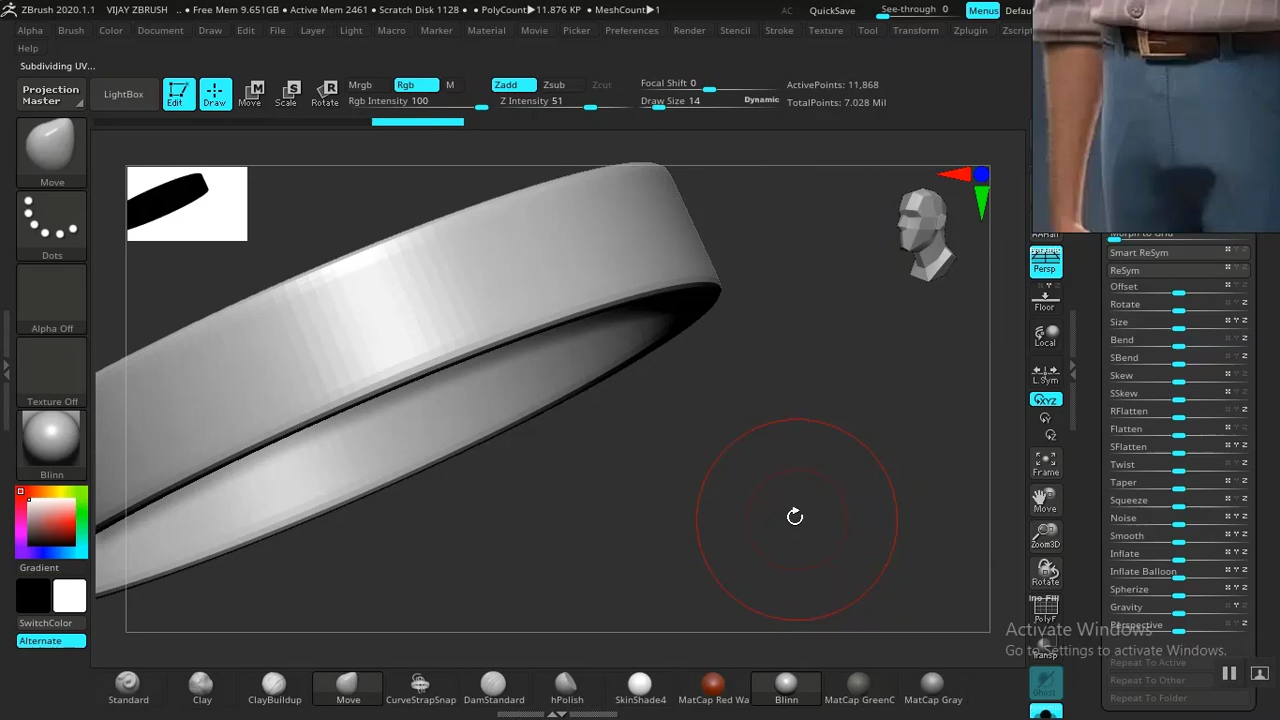 ZBrush 2020.1.1 VIJAY ZBRUSH • Free Mem 9.651GB • Active Mem 2461 • Scratch Disk 1128 • PolyCount▶11.876 KP • MeshCount▶1 AC QuickSave See-through 0 Menus Defau
Alpha Brush Color Document Draw Edit File Layer Light Macro Marker Material Movie Picker Preferences Render Stencil Stroke Texture Tool Transform Zplugin Zscrip
Help
Subdividing UV...
Projection Master
LightBox
Edit
Draw
Move
Scale
Rotate
Mrgb Rgb M
Rgb Intensity 100
Zadd Zsub Zcut
Z Intensity 51
Focal Shift 0
Draw Size 14 Dynamic
ActivePoints: 11,868
TotalPoints: 7.028 Mil
Move
Dots
Alpha Off
Texture Off
Blinn
Gradient
SwitchColor
Alternate
Persp
Floor
Local
L.Sym
XYZ
Frame
Move
Zoom3D
Rotate
PolyF
Transp
Ghost
Morph to Grid
Smart ReSym
ReSym
Offset
Rotate
Size
Bend
SBend
Skew
SSkew
RFlatten
Flatten
SFlatten
Twist
Taper
Squeeze
Noise
Smooth
Inflate
Inflate Balloon
Spherize
Gravity
Perspective
Repeat To Active
Repeat To Other
Repeat To Folder
Activate Windows
Go to Settings to activate Windows.
Standard Clay ClayBuildup Move CurveStrapSnap DamStandard hPolish SkinShade4 MatCap Red Wa Blinn MatCap GreenC MatCap Gray